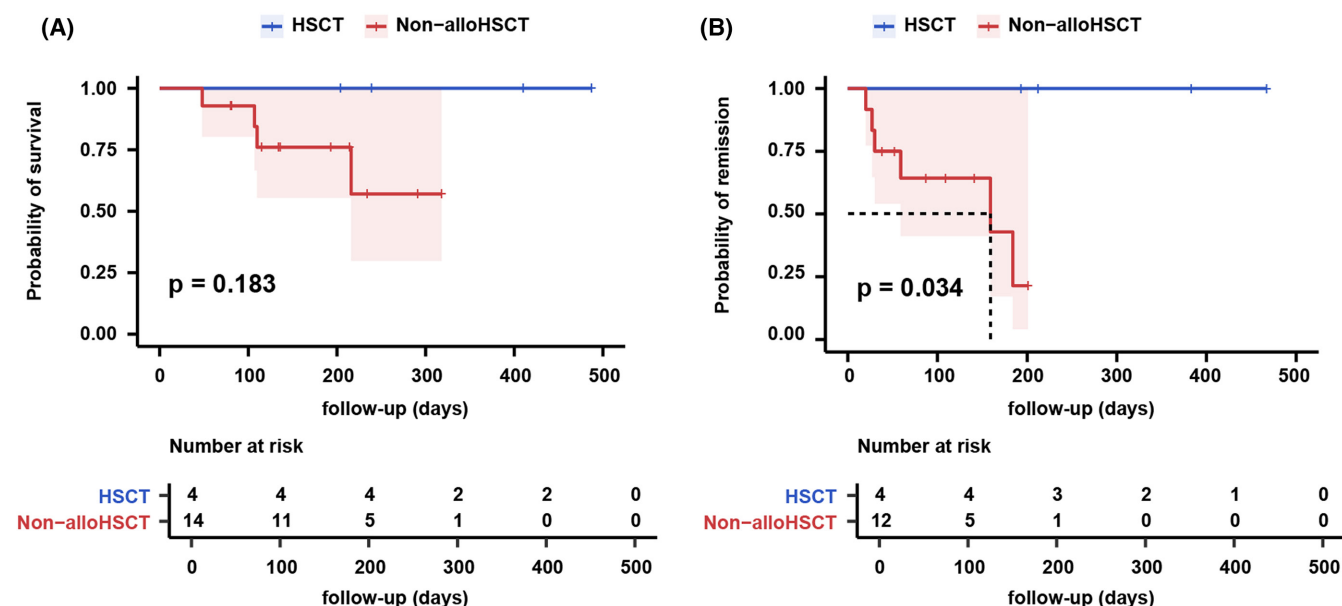 (A)
HSCT Non−alloHSCT
Probability of survival
1.00
0.75
0.50
0.25
0.00
p = 0.183
0 100 200 300 400 500
follow-up (days)
Number at risk
HSCT 4 4 4 2 2 0
Non−alloHSCT 14 11 5 1 0 0
0 100 200 300 400 500
follow-up (days)
(B)
HSCT Non−alloHSCT
Probability of remission
1.00
0.75
0.50
0.25
0.00
p = 0.034
0 100 200 300 400 500
follow-up (days)
Number at risk
HSCT 4 4 3 2 1 0
Non−alloHSCT 12 5 1 0 0 0
0 100 200 300 400 500
follow-up (days)